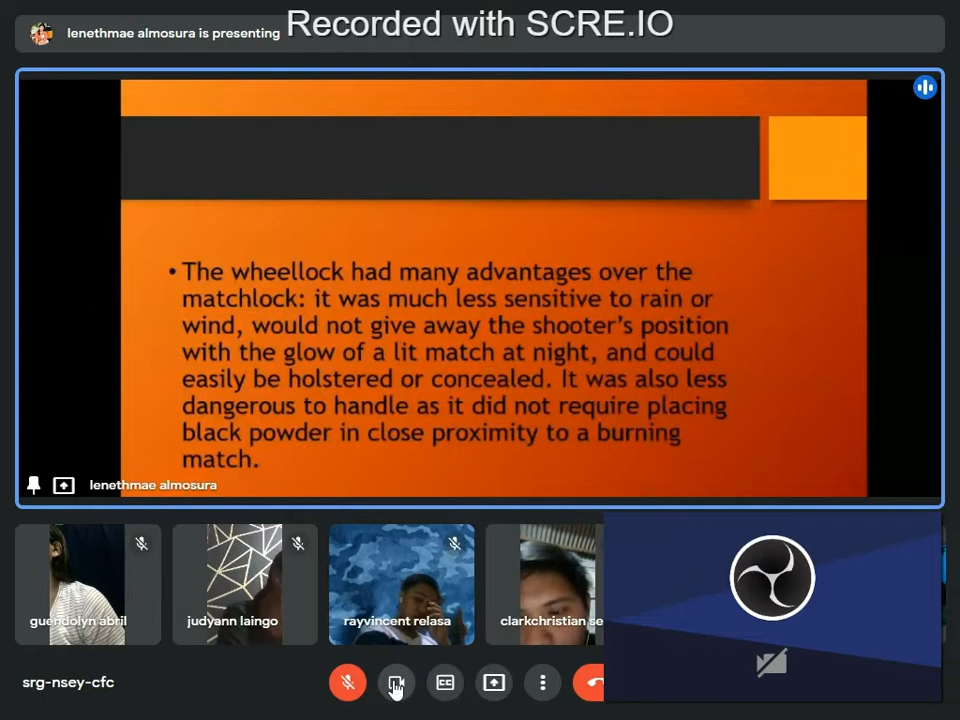 Recorded with SCRE.IO
lenethmae almosura is presenting
• The wheellock had many advantages over the
matchlock: it was much less sensitive to rain or
wind, would not give away the shooter's position
with the glow of a lit match at night, and could
easily be holstered or concealed. It was also less
dangerous to handle as it did not require placing
black powder in close proximity to a burning
match.
lenethmae almosura
guendolyn abril
judyann laingo
rayvincent relasa
clarkchristian se
srg-nsey-cfc
CC